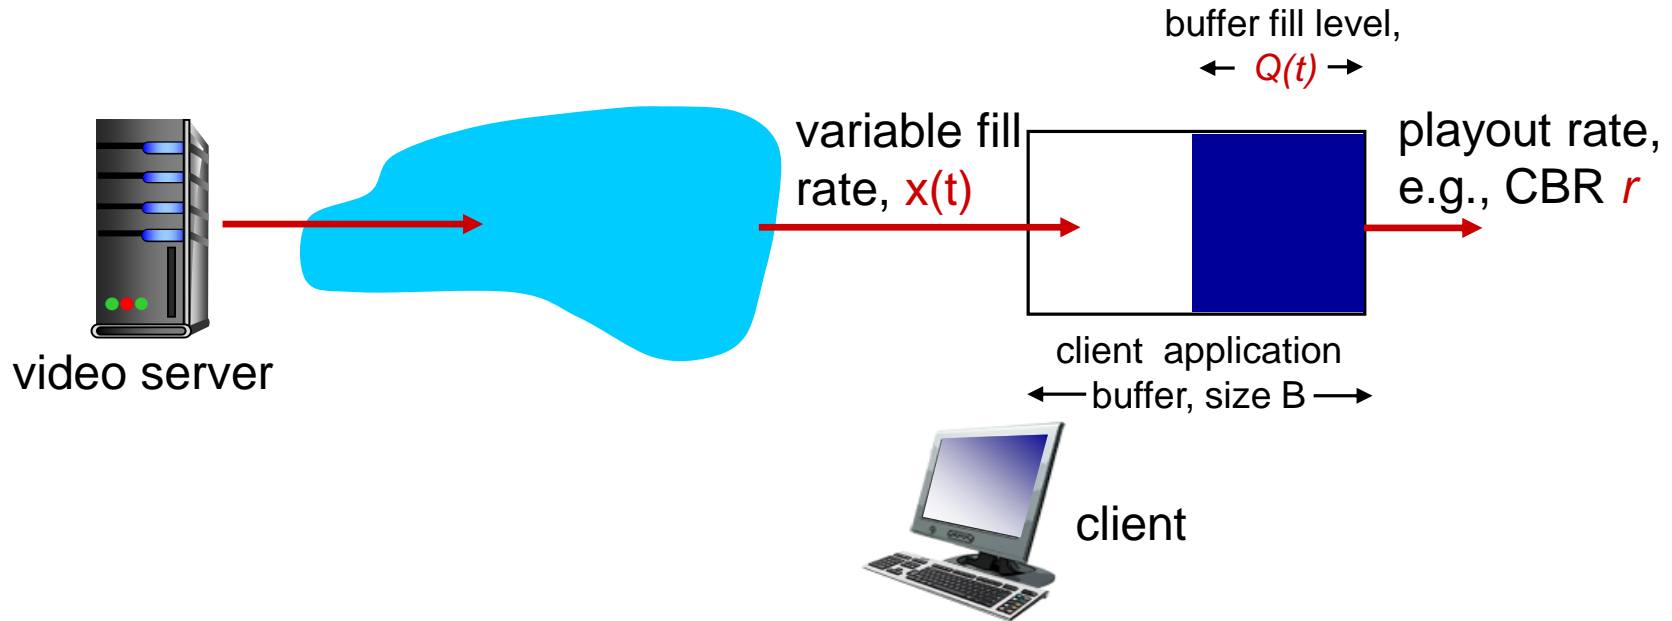 buffer fill level,
Q(t)
variable fill
rate, x(t)
playout rate,
e.g., CBR r
video server
client application
buffer, size B
client